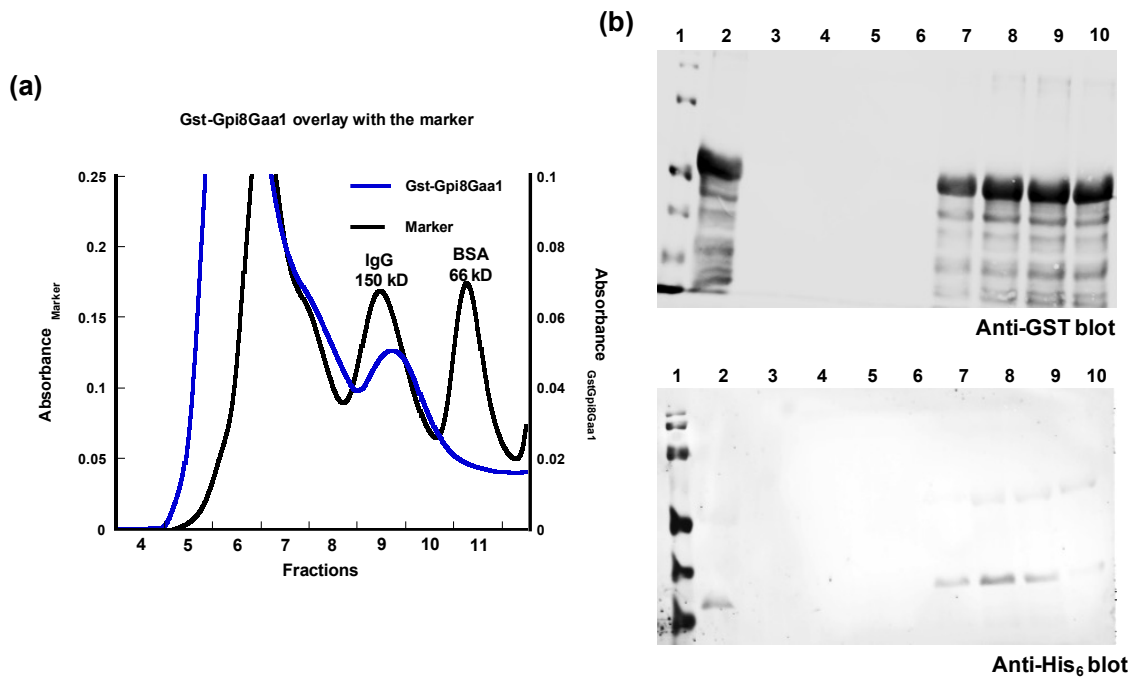 (a)
Gst-Gpi8Gaa1 overlay with the marker
0.25
0.2
0.15
0.1
0.05
0
Absorbance Marker
Gst-Gpi8Gaa1
Marker
IgG
150 kD
BSA
66 kD
0.1
0.08
0.06
0.04
0.02
0
Absorbance GstGpi8Gaa1
4 5 6 7 8 9 10 11
Fractions
(b)
1 2 3 4 5 6 7 8 9 10
Anti-GST blot
1 2 3 4 5 6 7 8 9 10
Anti-His₆ blot